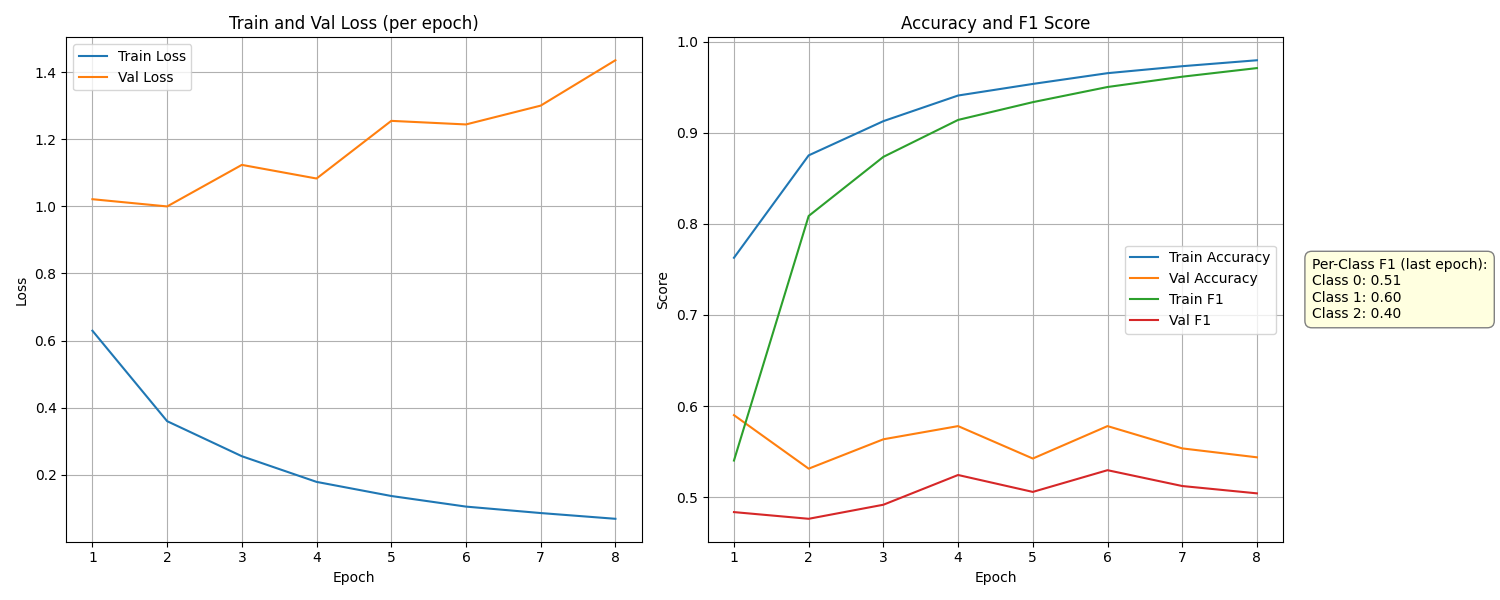 Train and Val Loss (per epoch)
Train Loss
Val Loss
1.4
1.2
1.0
0.8
0.6
0.4
0.2
Loss
1 2 3 4 5 6 7 8
Epoch
Accuracy and F1 Score
1.0
0.9
0.8
0.7
0.6
0.5
Score
Train Accuracy
Val Accuracy
Train F1
Val F1
1 2 3 4 5 6 7 8
Epoch
Per-Class F1 (last epoch):
Class 0: 0.51
Class 1: 0.60
Class 2: 0.40